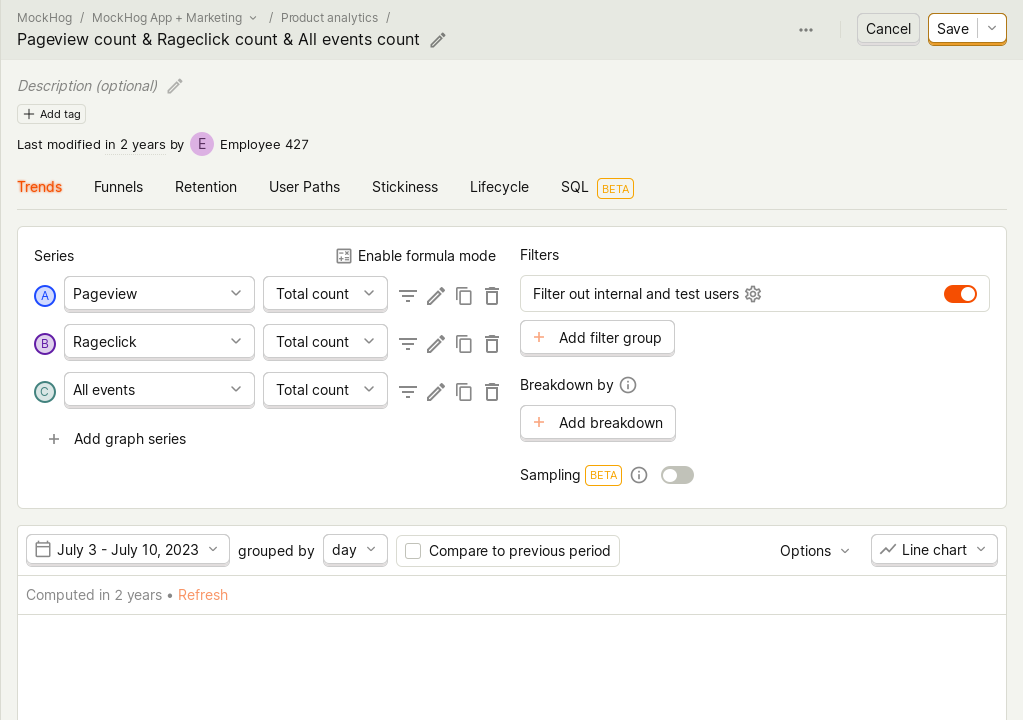 MockHog / MockHog App + Marketing / Product analytics /
Pageview count & Rageclick count & All events count
Cancel
Save
Description (optional)
Add tag
Last modified in 2 years by E Employee 427
Trends Funnels Retention User Paths Stickiness Lifecycle SQL BETA
Series
Enable formula mode
A Pageview Total count
B Rageclick Total count
C All events Total count
Add graph series
Filters
Filter out internal and test users
Add filter group
Breakdown by
Add breakdown
Sampling BETA
July 3 - July 10, 2023 grouped by day Compare to previous period Options Line chart
Computed in 2 years • Refresh